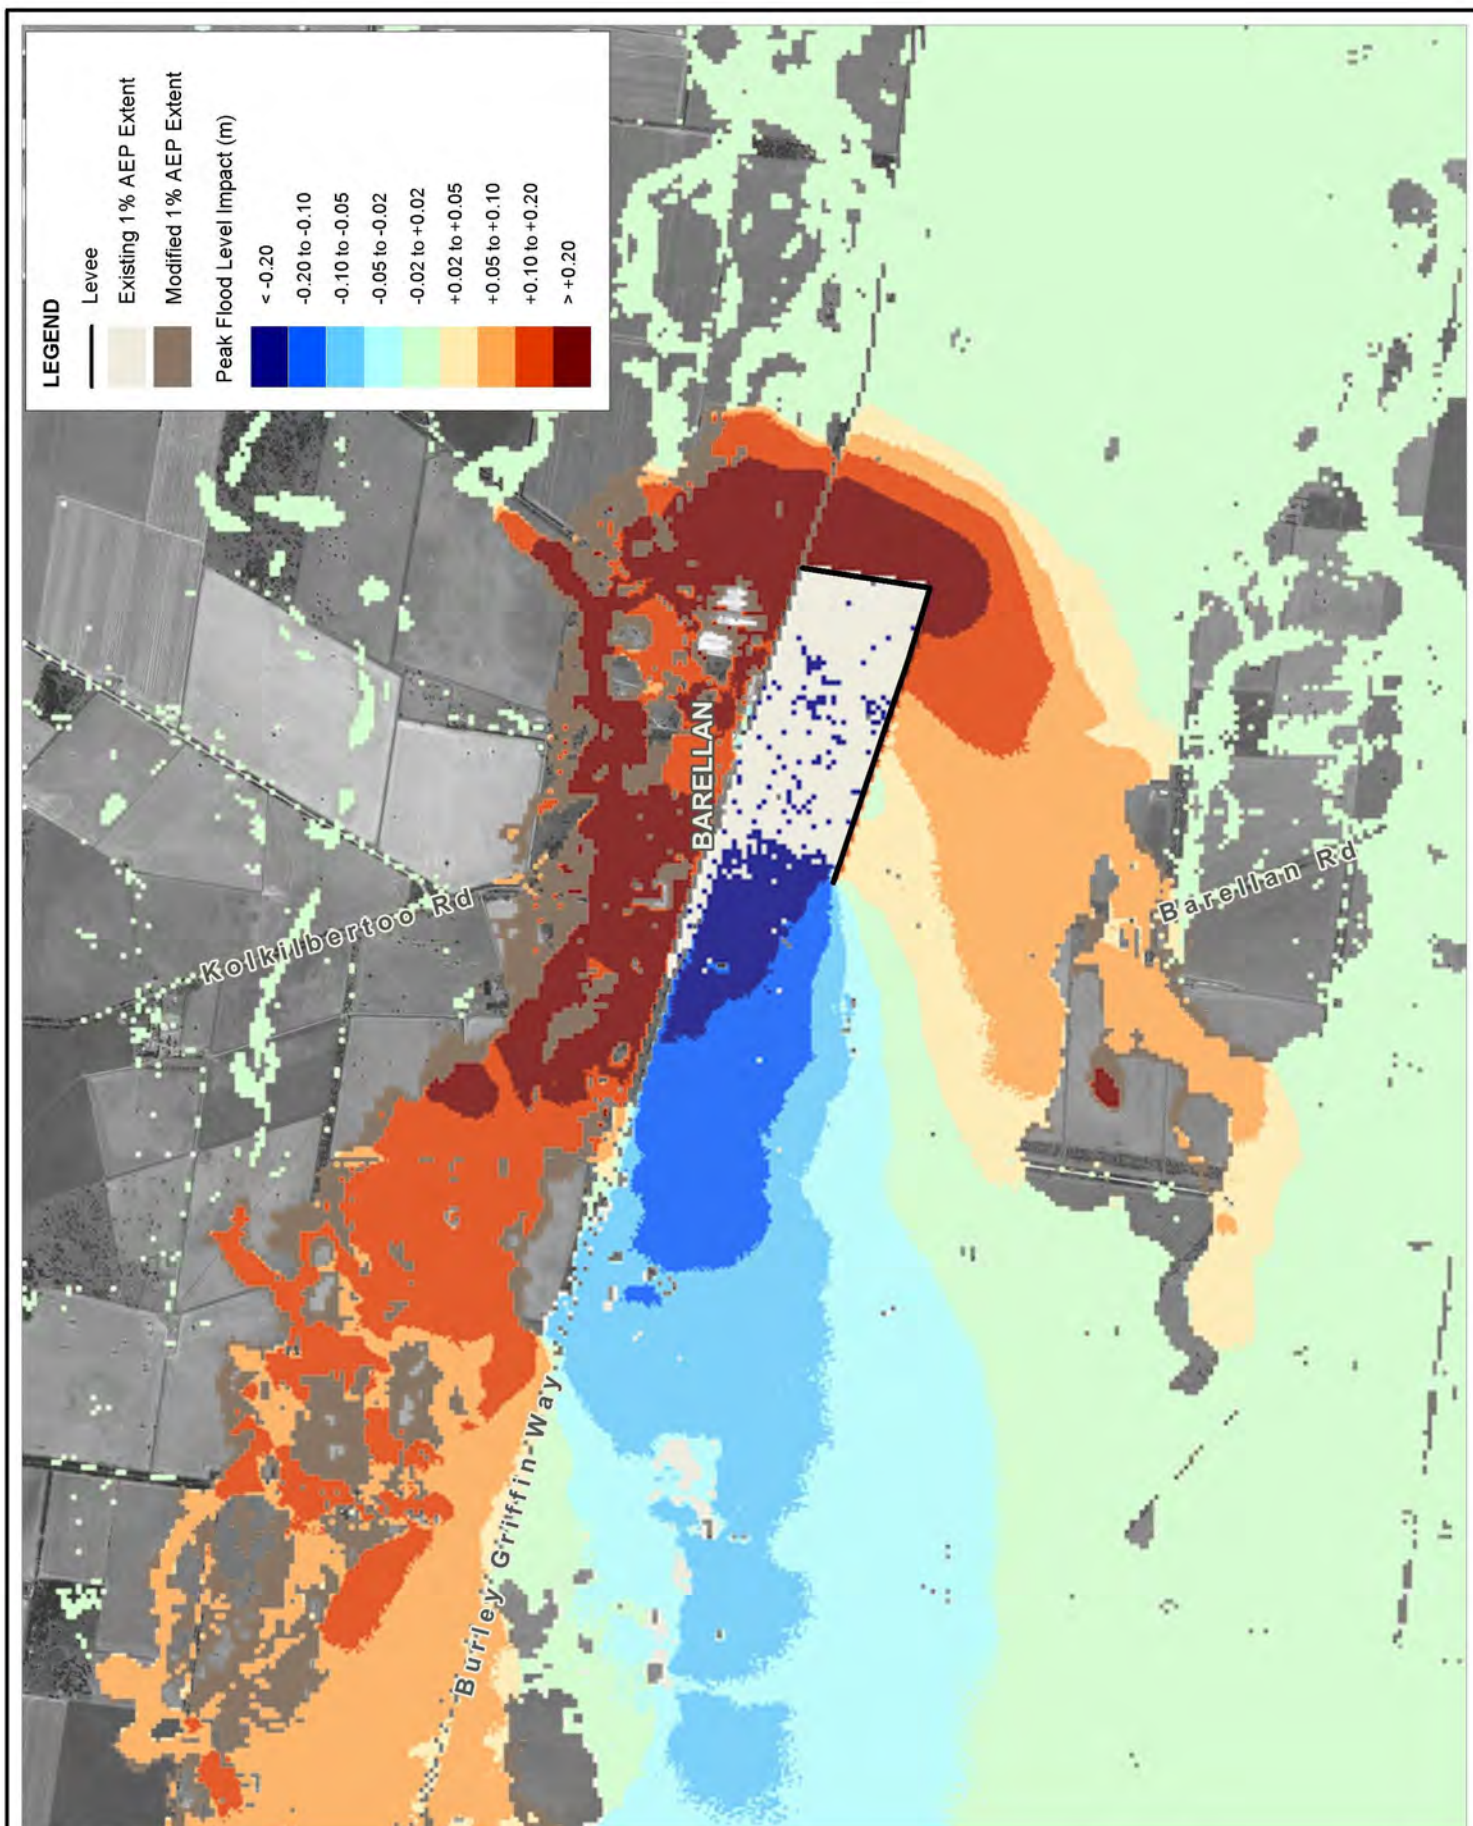 LEGEND
Levee
Existing 1% AEP Extent
Modified 1% AEP Extent
Peak Flood Level Impact (m)
< -0.20
-0.20 to -0.10
-0.10 to -0.05
-0.05 to -0.02
-0.02 to +0.02
+0.02 to +0.05
+0.05 to +0.10
+0.10 to +0.20
> +0.20
Kolkilbertoo Rd
BARELLAN
Barellan Rd
Burley Griffin Way